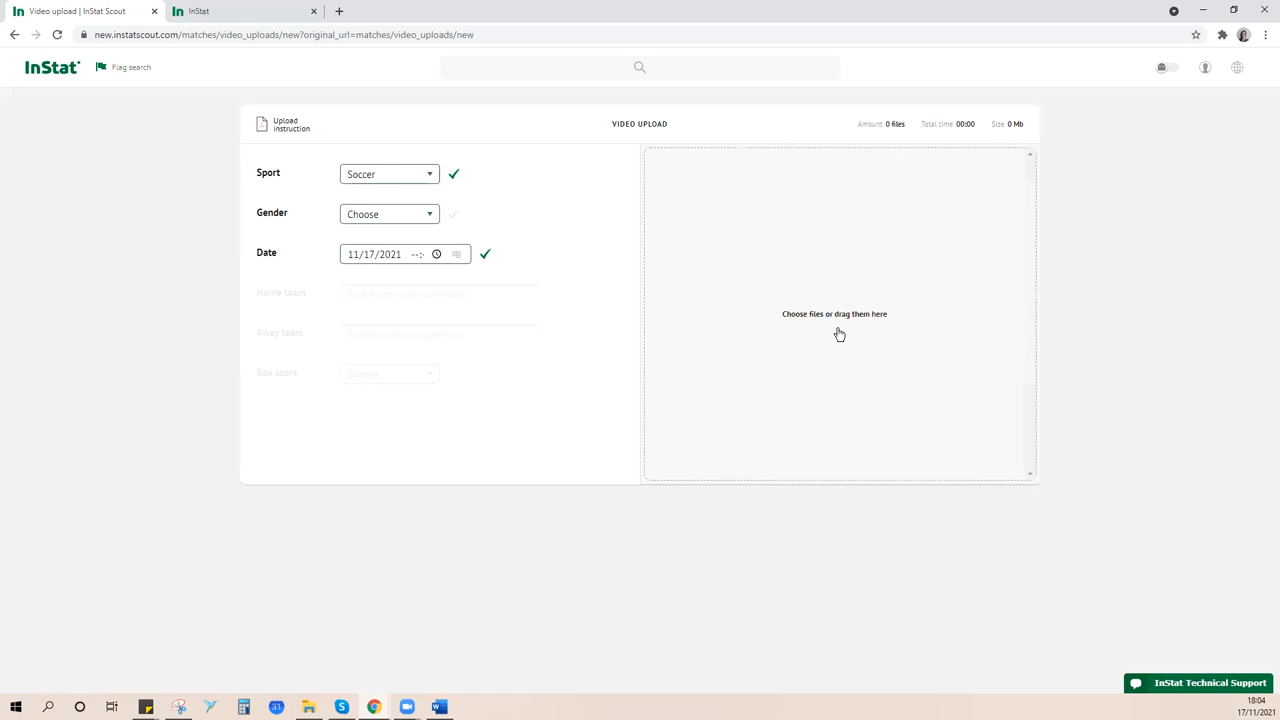 Video upload | InStat Scout
InStat
new.instatscout.com/matches/video_uploads/new?original_url=matches/video_uploads/new
InStat
Flag search
Upload
instruction
VIDEO UPLOAD
Amount 0 files
Total time 00:00
Size 0 Mb
Sport
Soccer
Gender
Choose
Date
11/17/2021 --:-
Home team
Away team
Box score
Choose
Choose files or drag them here
InStat Technical Support
31
18:04
17/11/2021